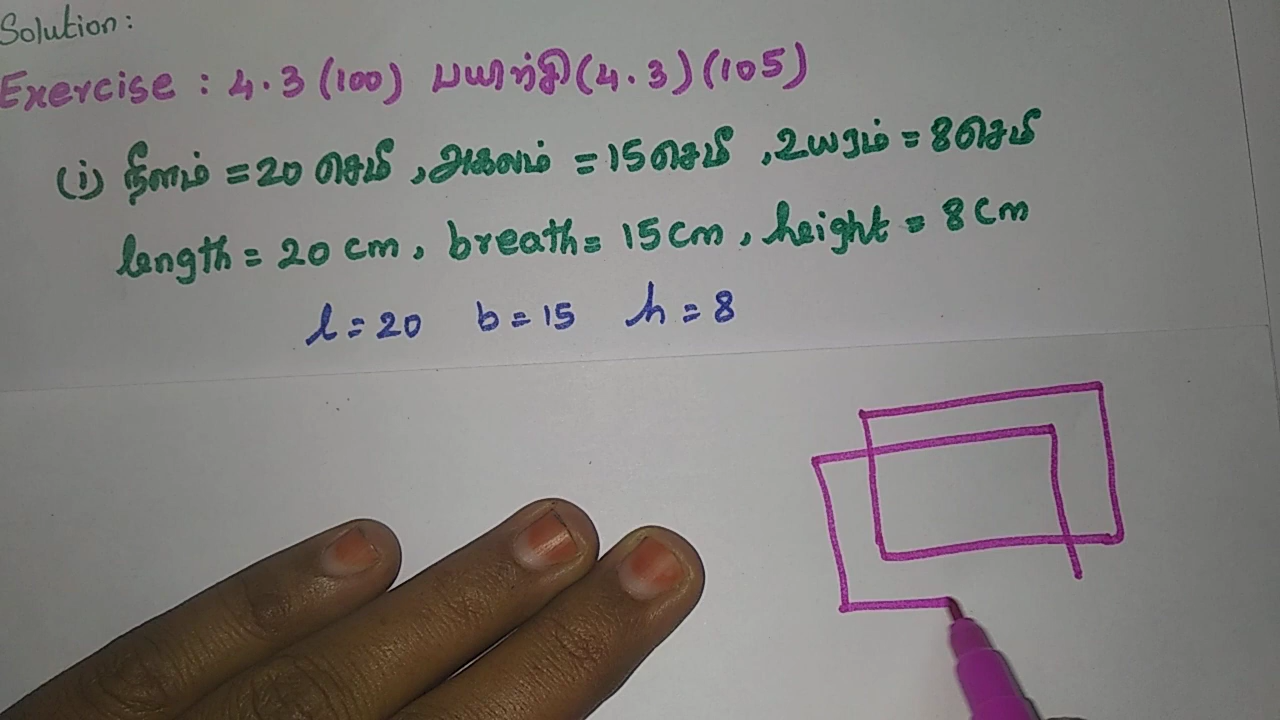 Solution:
Exercise : 4.3 (100) பயிற்சி (4.3) (105)
(i) நீளம் = 20 செமீ , அகலம் = 15 செமீ , உயரம் = 8 செமீ
length = 20 cm, breath = 15 cm, height = 8 cm
l = 20 b = 15 h = 8